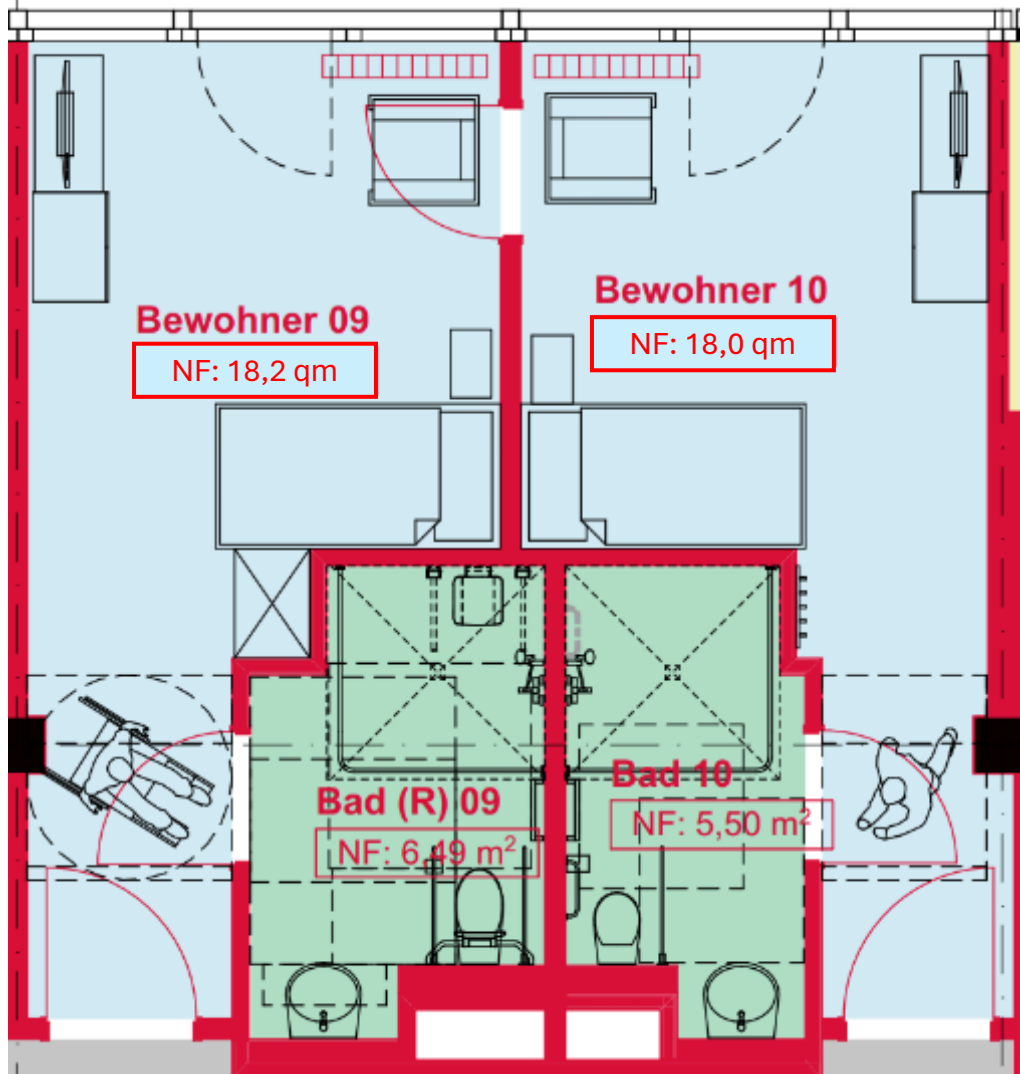 Bewohner 09
NF: 18,2 qm
Bewohner 10
NF: 18,0 qm
Bad (R) 09
NF: 6,49 m²
Bad 10
NF: 5,50 m²